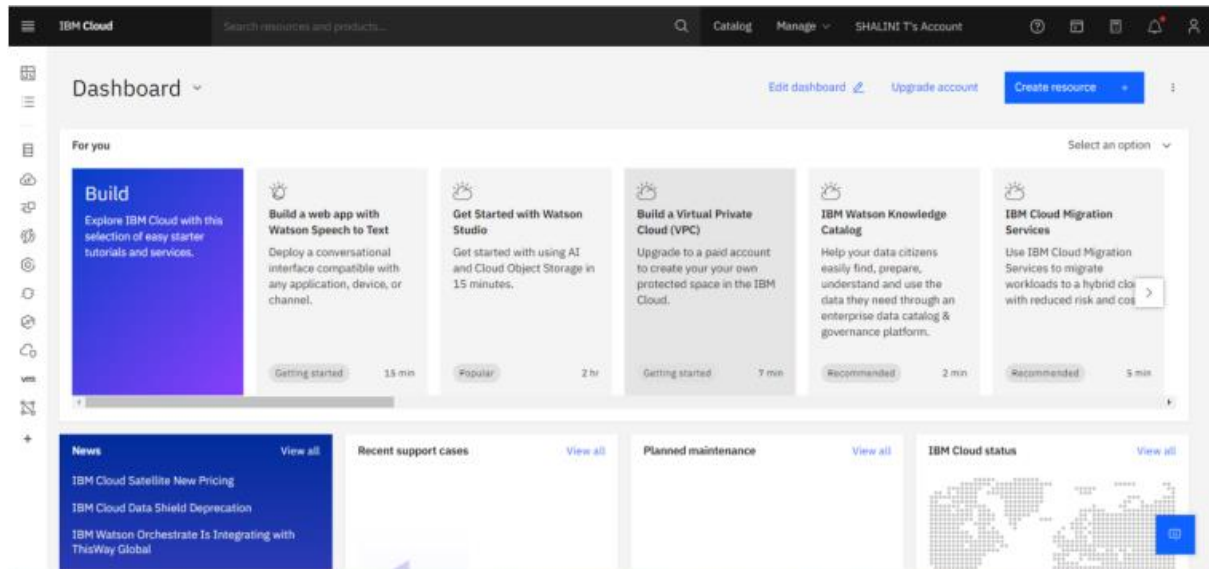 IBM Cloud
Search resources and products...
Catalog
Manage
SHALINI T's Account
Dashboard
Edit dashboard
Upgrade account
Create resource +
For you
Select an option
Build
Explore IBM Cloud with this
selection of easy starter
tutorials and services.
Build a web app with
Watson Speech to Text
Deploy a conversational
interface compatible with
any application, device, or
channel.
Getting started
15 min
Get Started with Watson
Studio
Get started with using AI
and Cloud Object Storage in
15 minutes.
Popular
2 hr
Build a Virtual Private
Cloud (VPC)
Upgrade to a paid account
to create your your own
protected space in the IBM
Cloud.
Getting started
7 min
IBM Watson Knowledge
Catalog
Help your data citizens
easily find, prepare,
understand and use the
data they need through an
enterprise data catalog &
governance platform.
Recommended
2 min
IBM Cloud Migration
Services
Use IBM Cloud Migration
Services to migrate
workloads to a hybrid clo
with reduced risk and cos
Recommended
5 min
vmw
News
View all
IBM Cloud Satellite New Pricing
IBM Cloud Data Shield Deprecation
IBM Watson Orchestrate Is Integrating with
ThisWay Global
Recent support cases
View all
Planned maintenance
View all
IBM Cloud status
View all